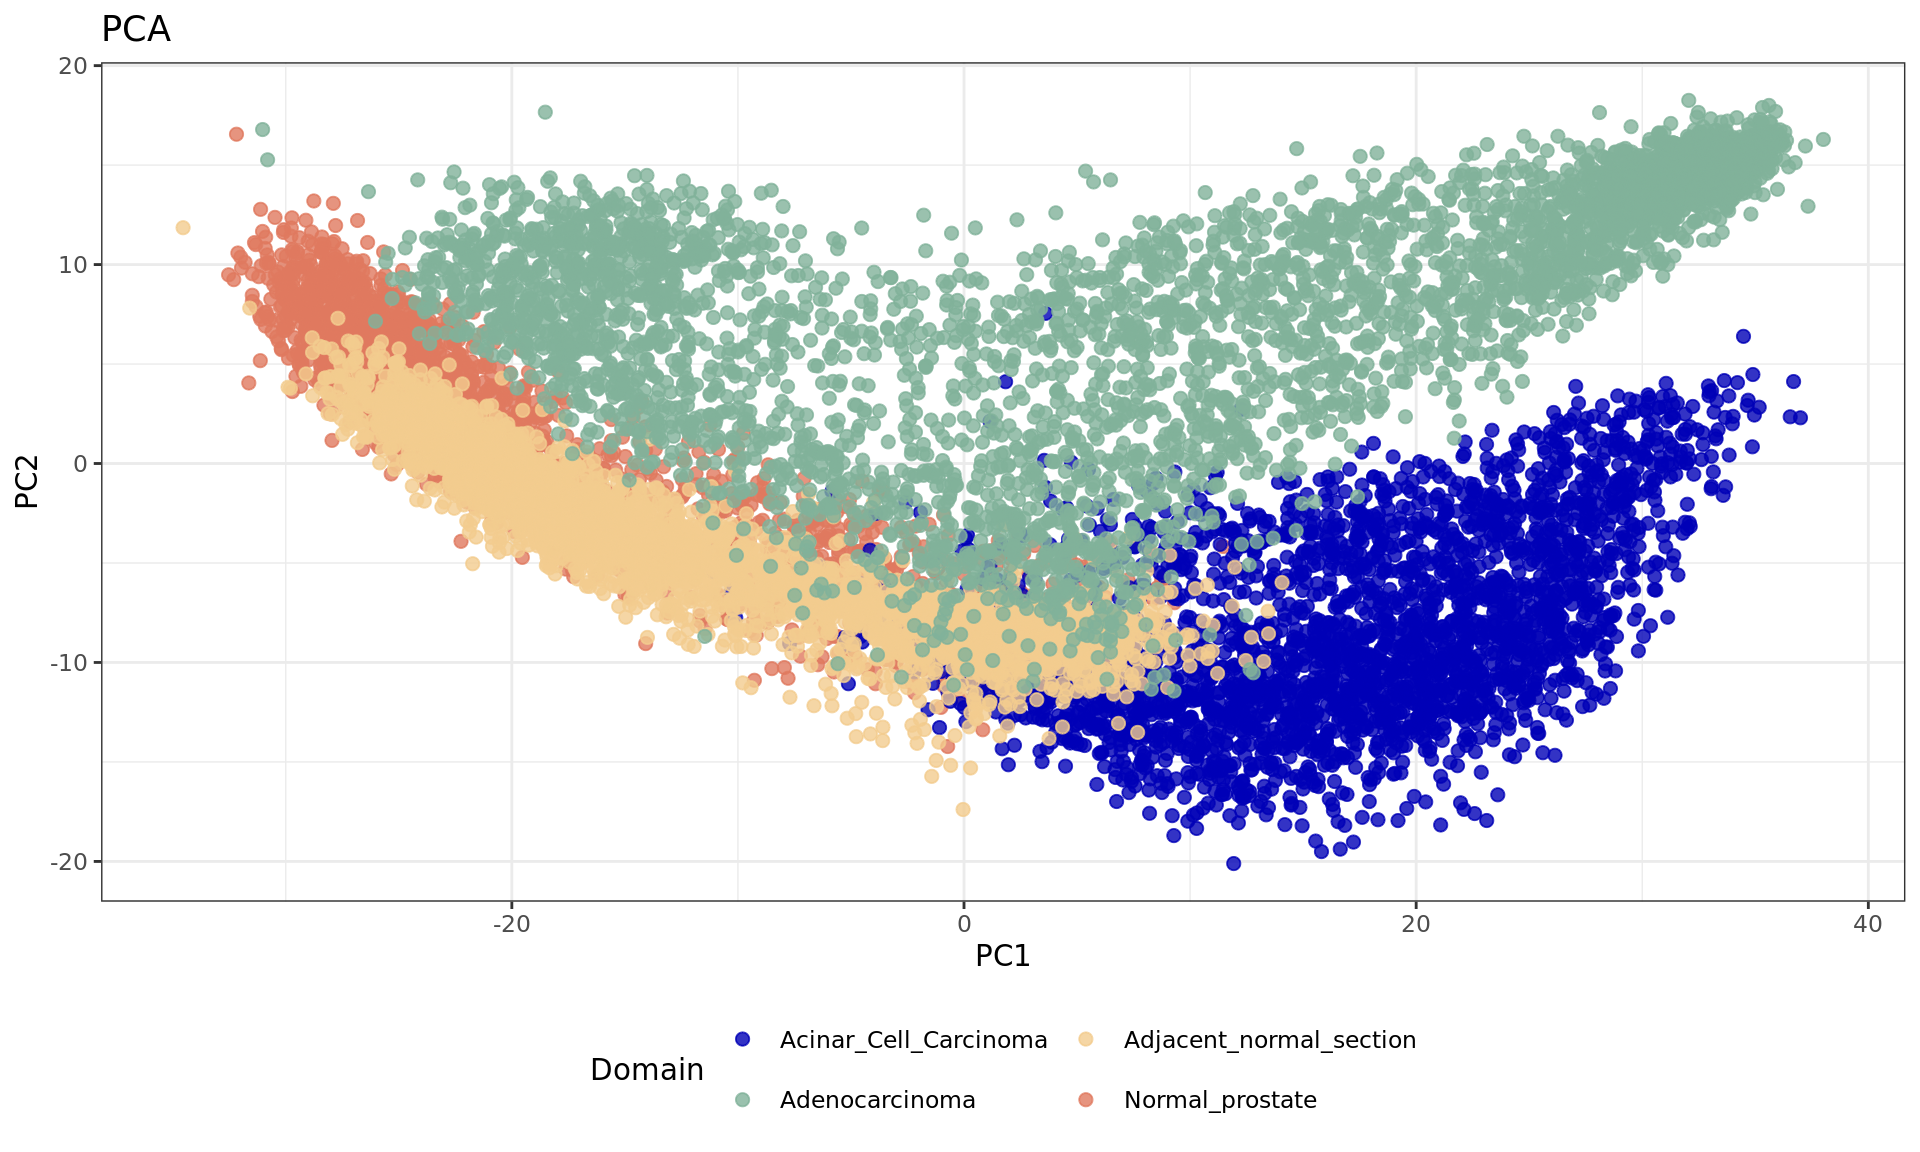 PCA
20
10
0
-10
-20
PC2
-20 0 20 40
PC1
Domain
Acinar_Cell_Carcinoma Adjacent_normal_section
Adenocarcinoma Normal_prostate